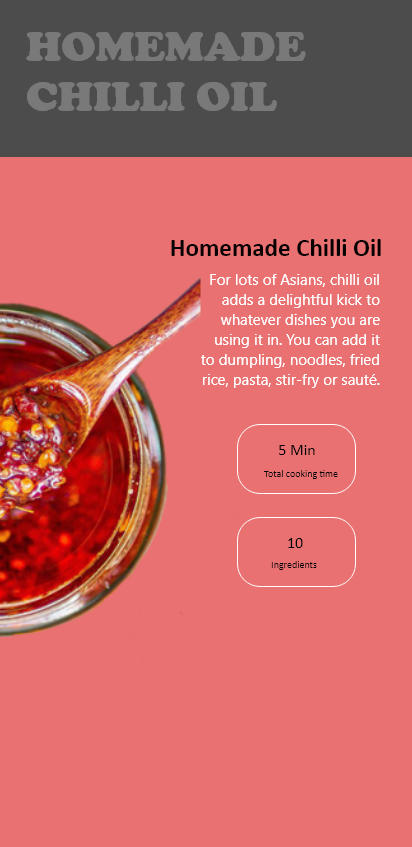 HOMEMADE
CHILLI OIL
Homemade Chilli Oil
For lots of Asians, chilli oil
adds a delightful kick to
whatever dishes you are
using it in. You can add it
to dumpling, noodles, fried
rice, pasta, stir-fry or sauté.
5 Min
Total cooking time
10
Ingredients